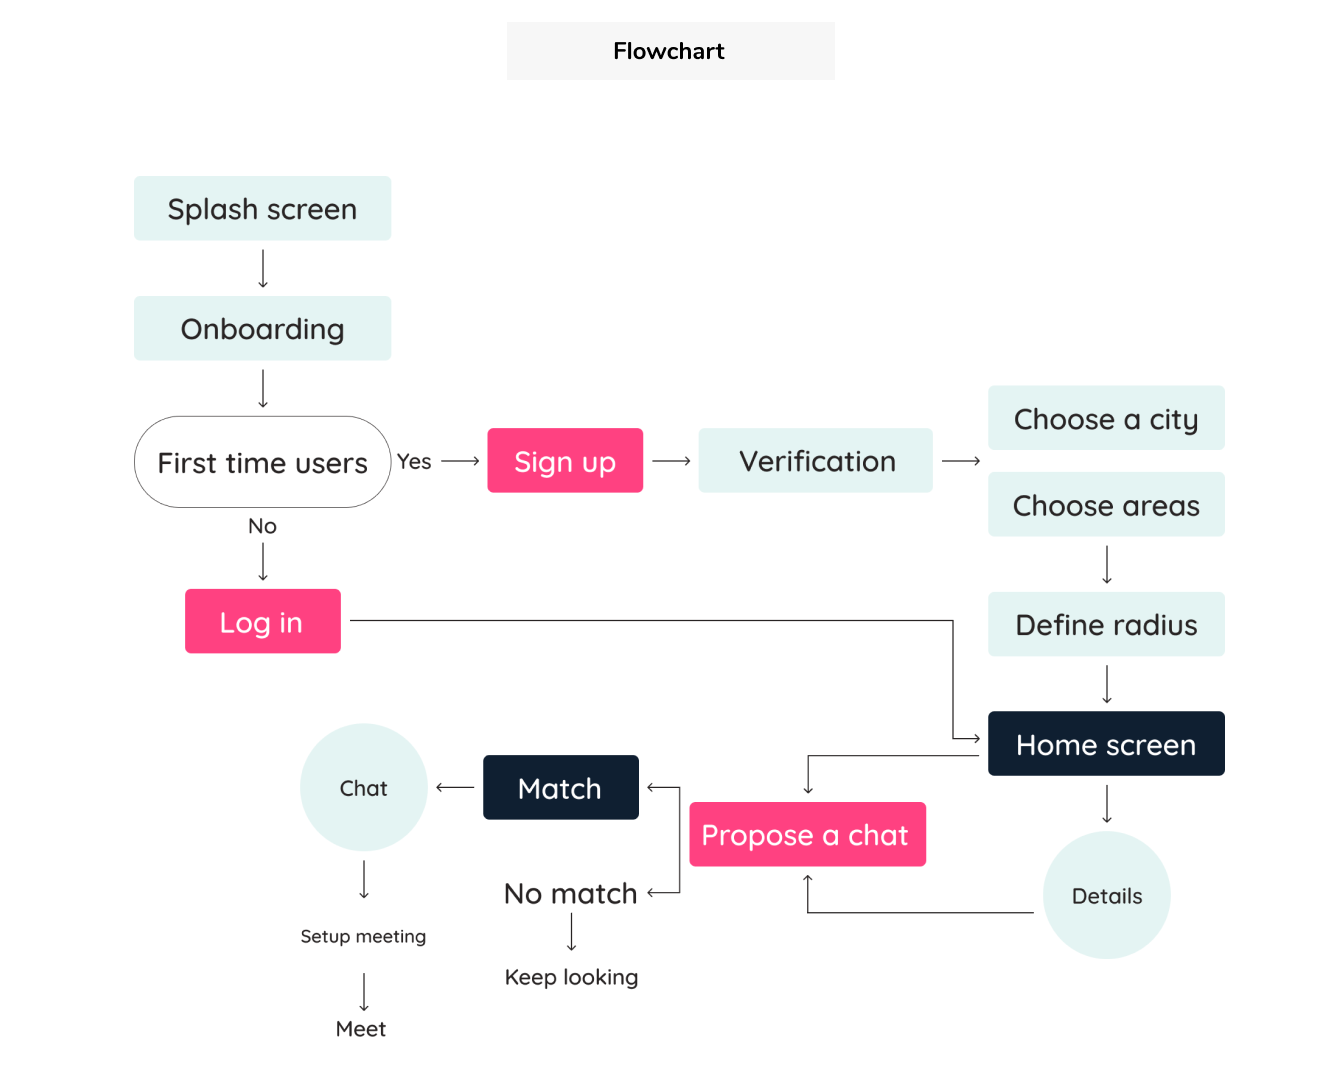 Flowchart
Splash screen
Onboarding
First time users
Yes
Sign up
Verification
Choose a city
Choose areas
No
Log in
Define radius
Home screen
Chat
Match
Propose a chat
No match
Details
Setup meeting
Keep looking
Meet